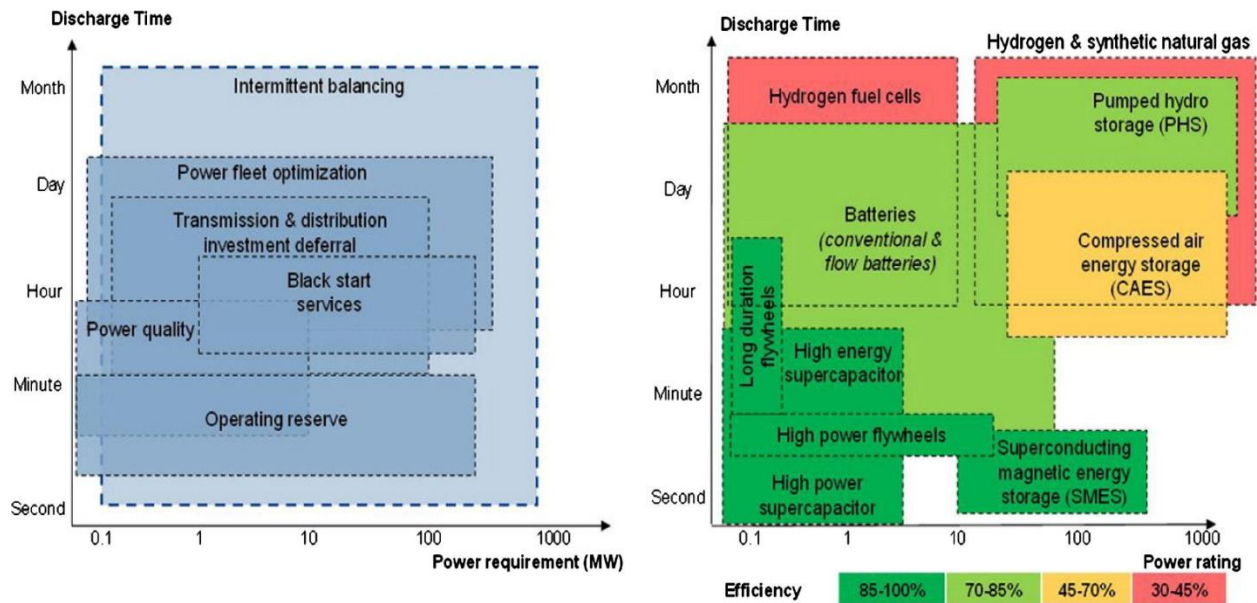 Discharge Time
Month
Day
Hour
Minute
Second
Intermittent balancing
Power fleet optimization
Transmission & distribution
investment deferral
Black start
services
Power quality
Operating reserve
0.1
1
10
100
1000
Power requirement (MW)
Discharge Time
Hydrogen & synthetic natural gas
Month
Day
Hour
Minute
Second
Hydrogen fuel cells
Pumped hydro
storage (PHS)
Batteries
(conventional &
flow batteries)
Compressed air
energy storage
(CAES)
Long duration
flywheels
High energy
supercapacitor
High power flywheels
Superconducting
magnetic energy
storage (SMES)
High power
supercapacitor
0.1
1
10
100
1000
Power rating
Efficiency
85-100%
70-85%
45-70%
30-45%